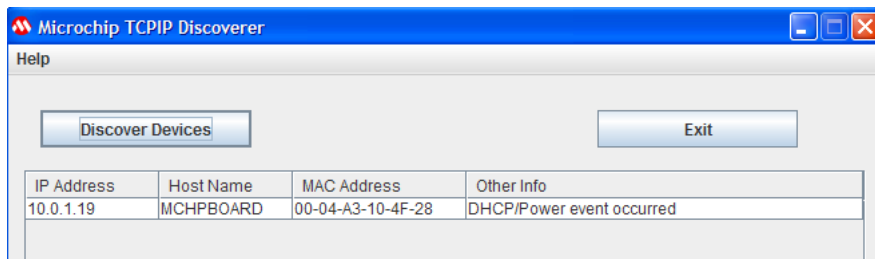 Microchip TCPIP Discoverer
Help
Discover Devices Exit
IP Address Host Name MAC Address Other Info
10.0.1.19 MCHPBOARD 00-04-A3-10-4F-28 DHCP/Power event occurred